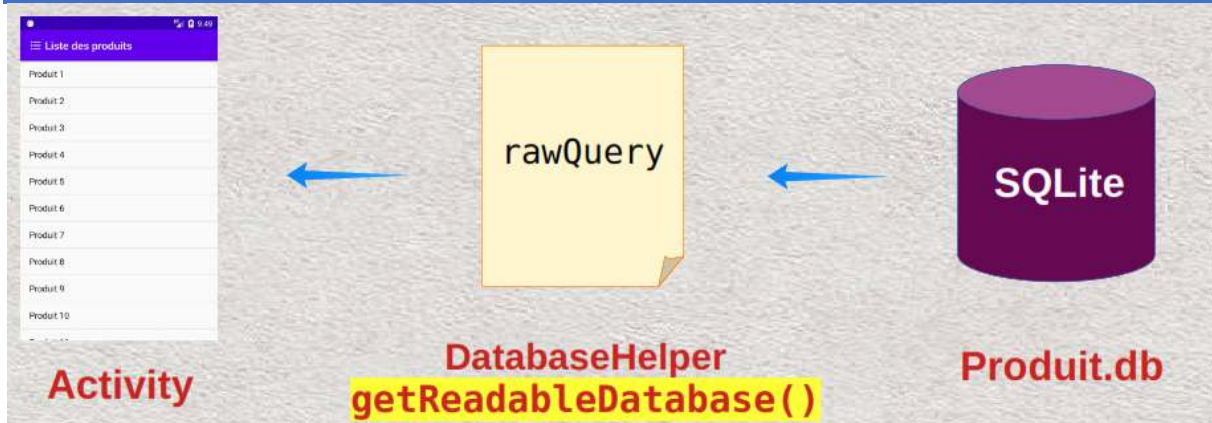 9:49
Liste des produits
Produit 1
Produit 2
Produit 3
Produit 4
Produit 5
Produit 6
Produit 7
Produit 8
Produit 9
Produit 10
Activity
rawQuery
DatabaseHelper
getReadableDatabase()
SQLite
Produit.db